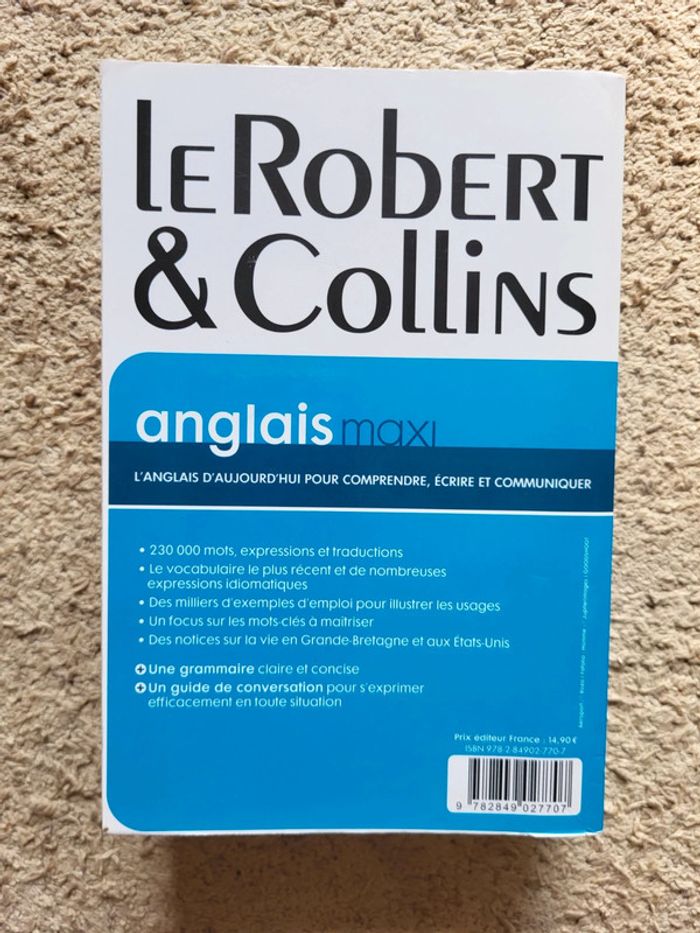 LE ROBERT
& COLLINS
anglais maxi
L'ANGLAIS D'AUJOURD'HUI POUR COMPRENDRE, ÉCRIRE ET COMMUNIQUER
• 230 000 mots, expressions et traductions
• Le vocabulaire le plus récent et de nombreuses
expressions idiomatiques
• Des milliers d'exemples d'emploi pour illustrer les usages
• Un focus sur les mots-clés à maîtriser
• Des notices sur la vie en Grande-Bretagne et aux États-Unis
+ Une grammaire claire et concise
+ Un guide de conversation pour s'exprimer
efficacement en toute situation
Prix éditeur France : 14,90 €
ISBN 978-2-84902-770-7
9 782849 027707